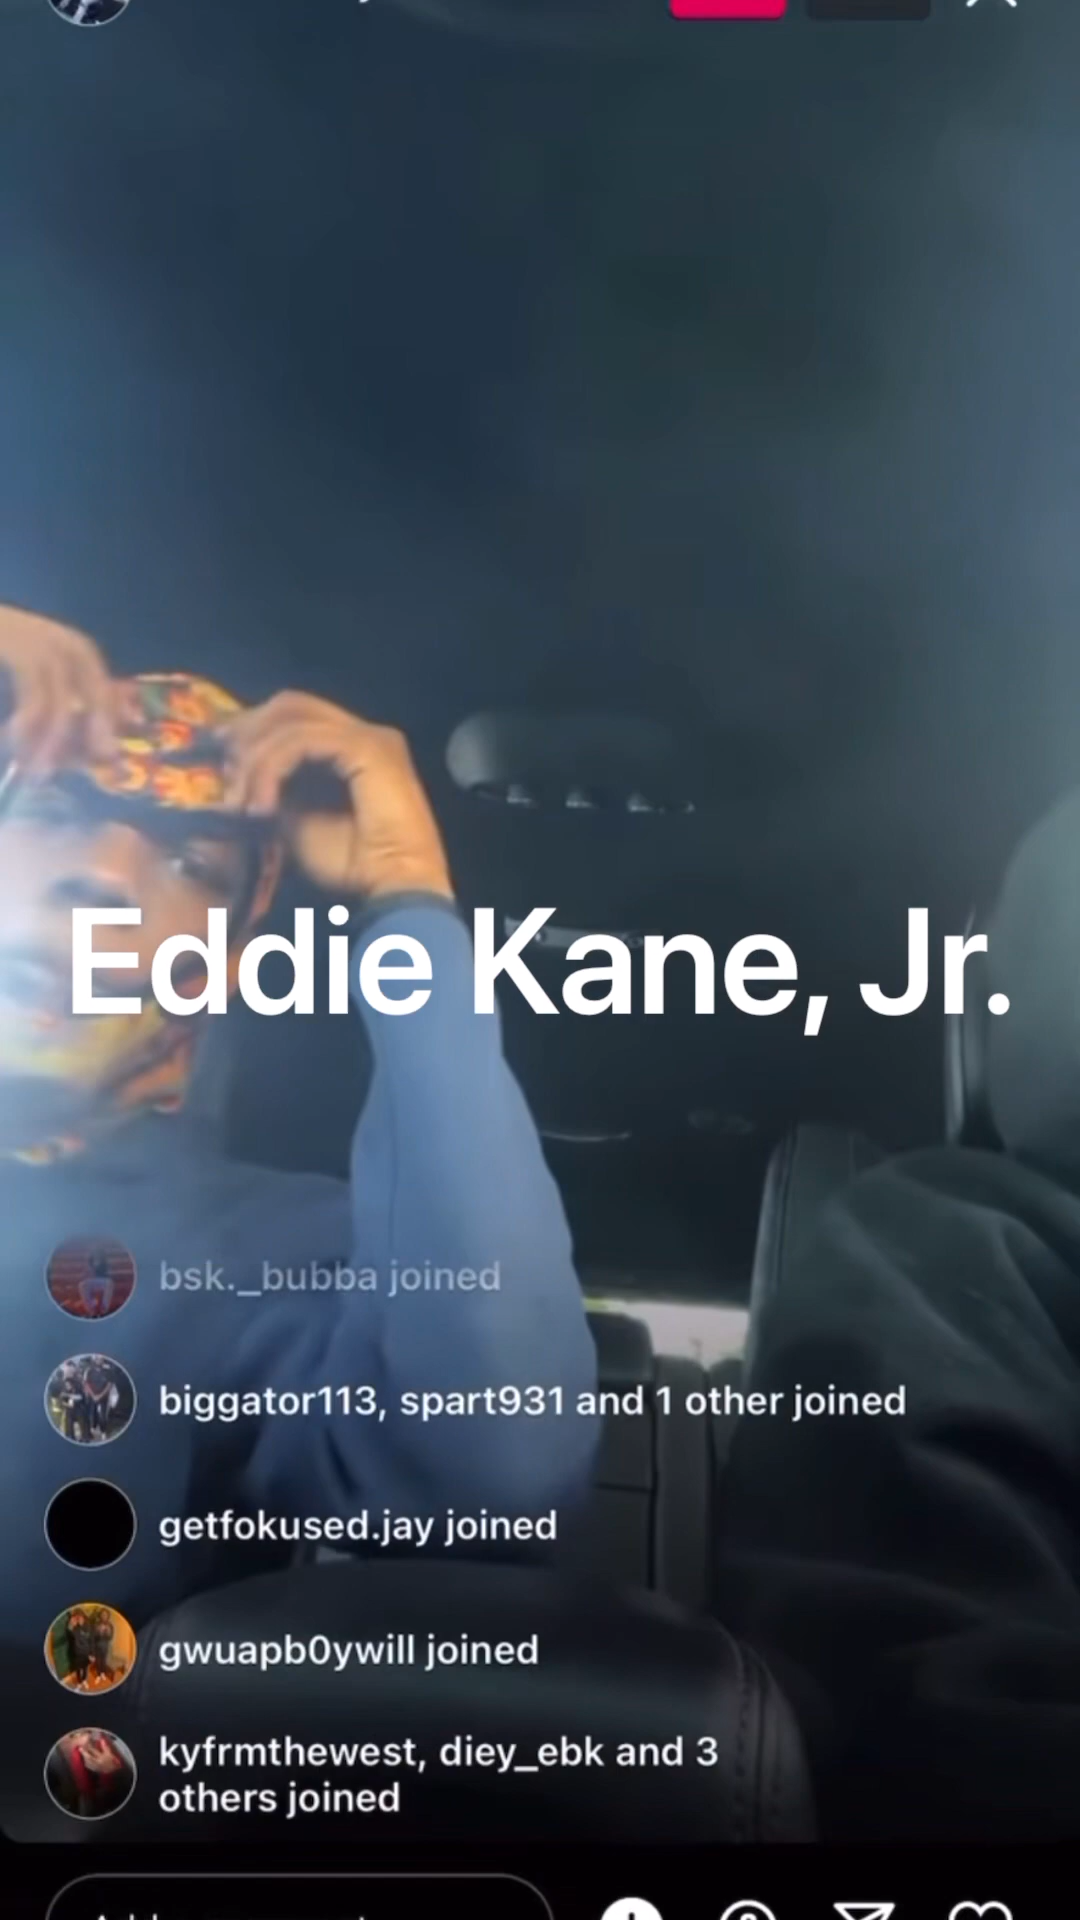 Eddie Kane, Jr.
bsk._bubba joined
biggator113, spart931 and 1 other joined
getfokused.jay joined
gwuapb0ywill joined
kyfrmthewest, diey_ebk and 3
others joined